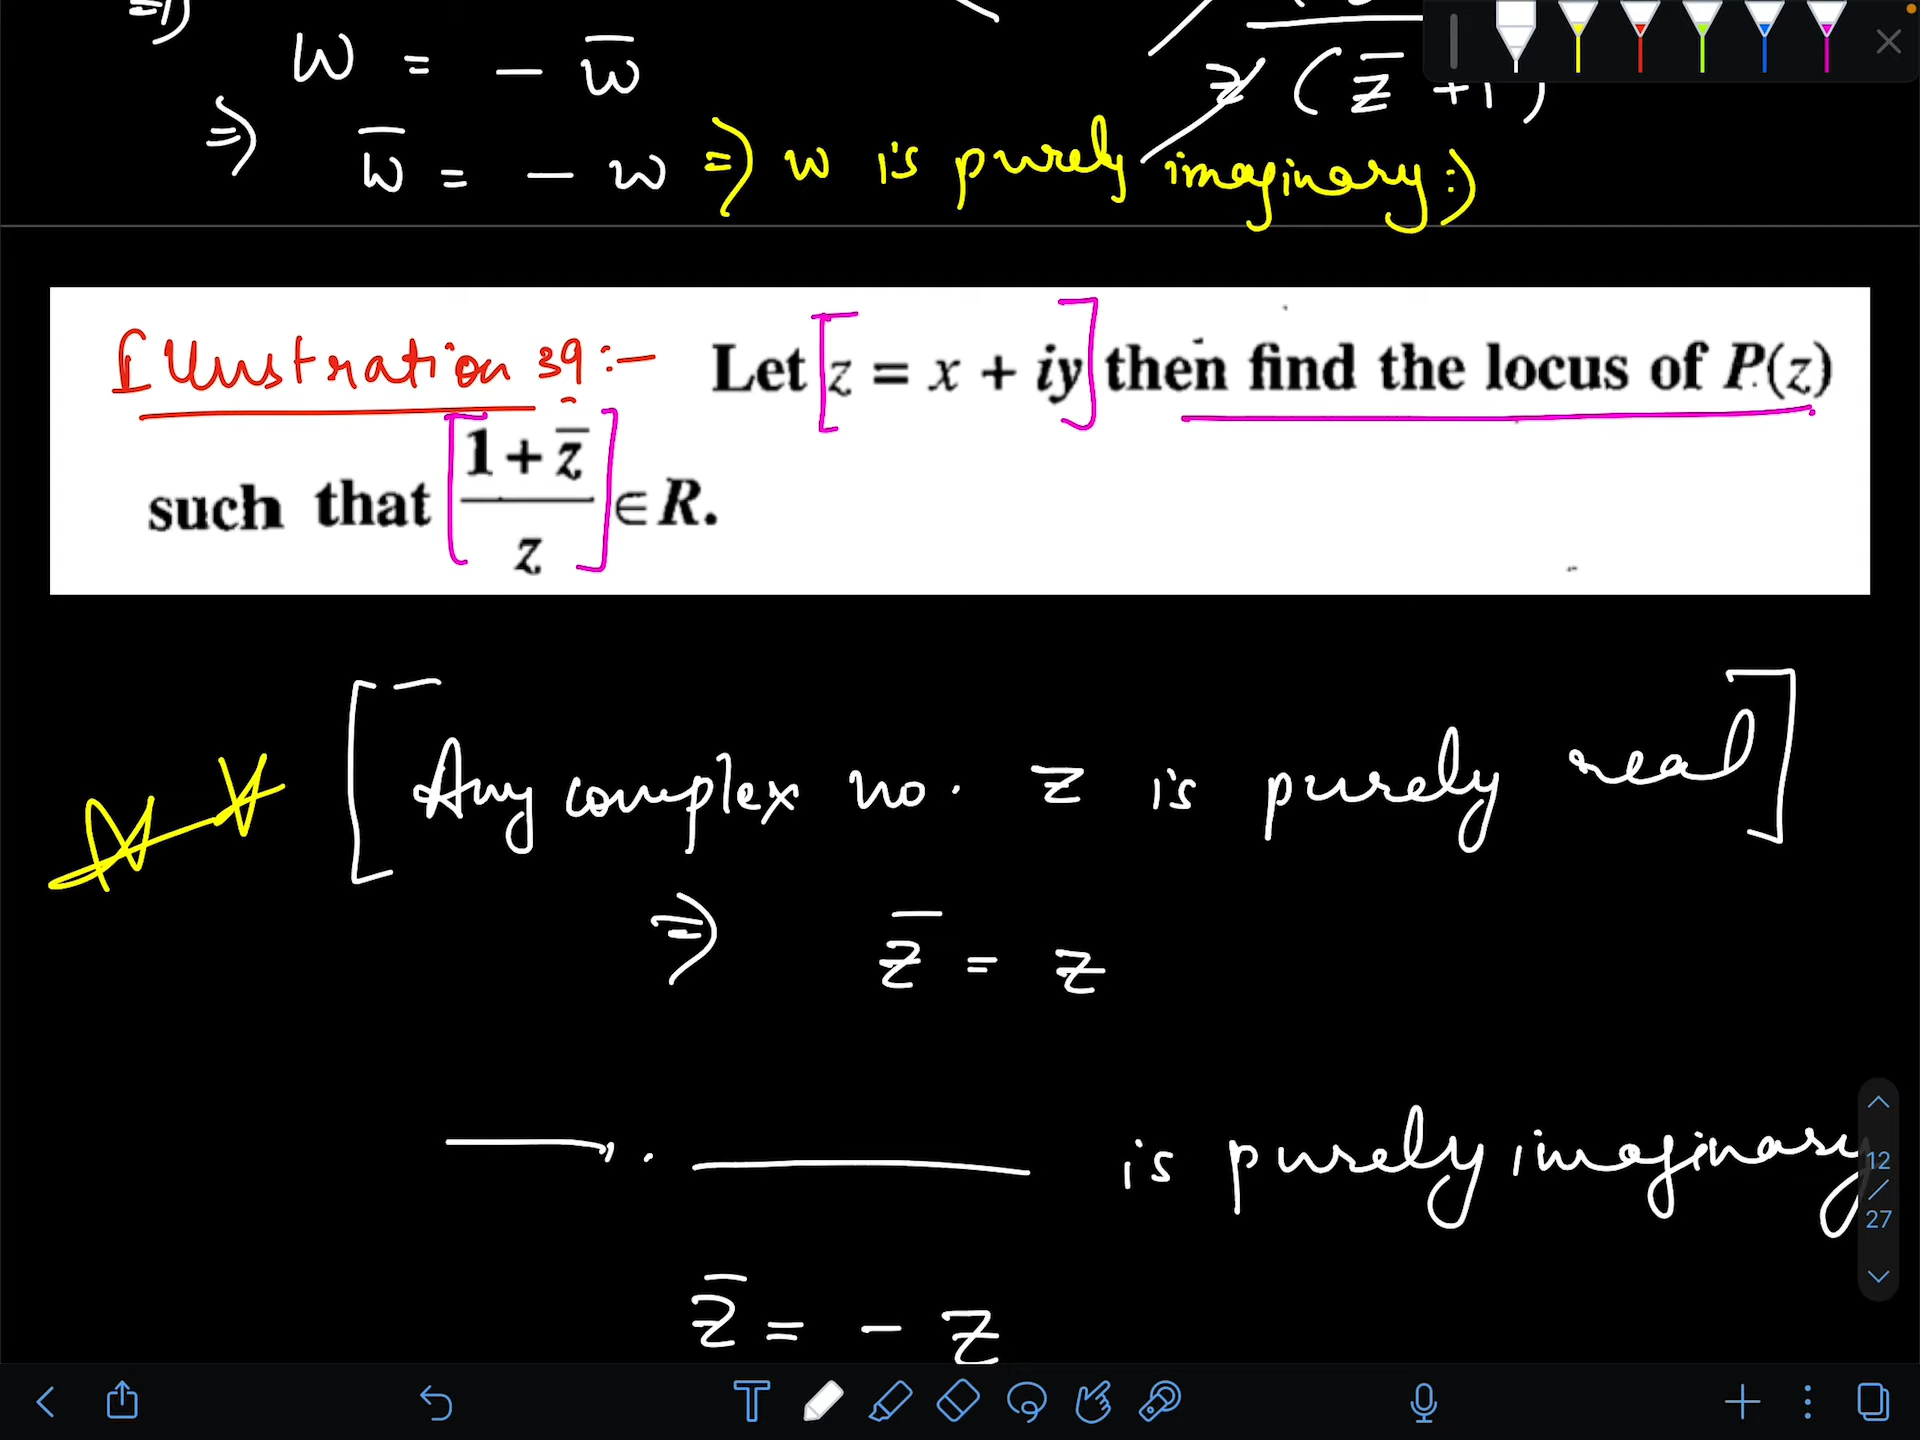 ⇒)
w = - w̅
⇒) w̅ = - w ⇒) w is purely imaginary :)
z (z̅ + 1)
Illustration 39 :- Let [z = x + iy] then find the locus of P(z)
such that [(1 + z̅)/z] ∈ R.
[Any complex no. z is purely real]
⇒) z̅ = z
is purely imaginary
z̅ = - z
12
/
27
T